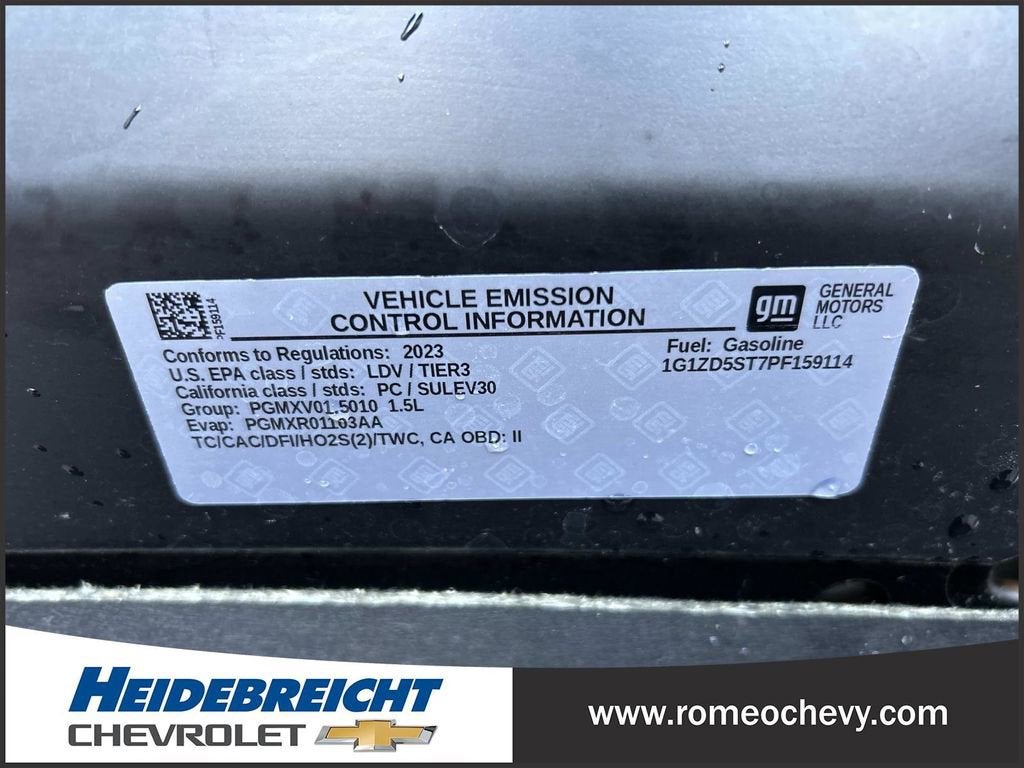 VEHICLE EMISSION
CONTROL INFORMATION
PF159114
gm
GENERAL
MOTORS
LLC
Conforms to Regulations: 2023
U.S. EPA class / stds: LDV / TIER3
California class / stds: PC / SULEV30
Group: PGMXV01.5010 1.5L
Evap: PGMXR01103AA
TC/CAC/DFI/HO2S(2)/TWC, CA OBD: II
Fuel: Gasoline
1G1ZD5ST7PF159114
HEIDEBREICHT
CHEVROLET
www.romeochevy.com